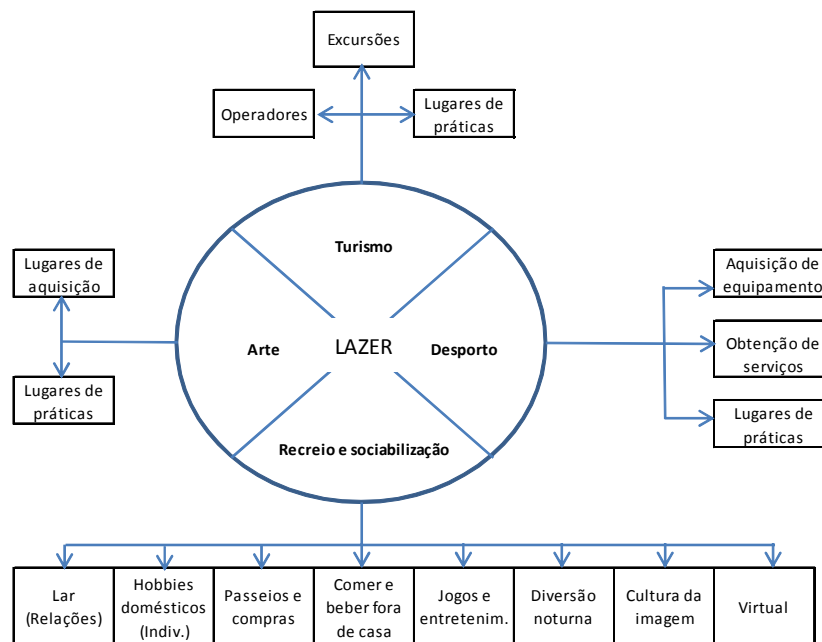 Excursões
Operadores
Lugares de
práticas
Turismo
Lugares de
aquisição
Aquisição de
equipamento
Arte
LAZER
Desporto
Obtenção de
serviços
Lugares de
práticas
Lugares de
práticas
Recreio e sociabilização
Lar
(Relações)
Hobbies
domésticos
(Indiv.)
Passeios e
compras
Comer e
beber fora
de casa
Jogos e
entretenim.
Diversão
noturna
Cultura da
imagem
Virtual